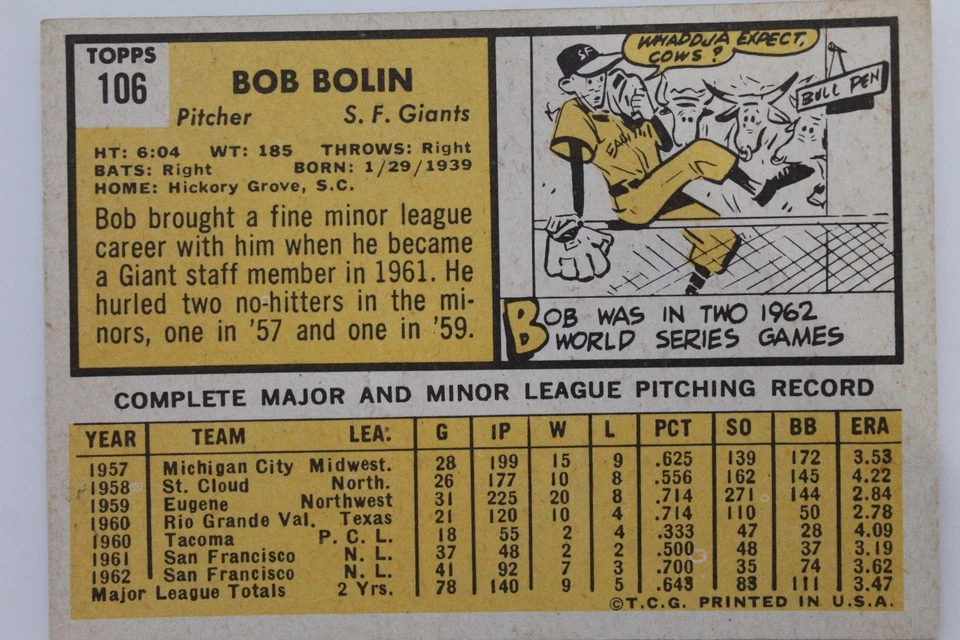 TOPPS
106
BOB BOLIN
Pitcher S. F. Giants
HT: 6:04 WT: 185 THROWS: Right
BATS: Right BORN: 1/29/1939
HOME: Hickory Grove, S.C.
Bob brought a fine minor league
career with him when he became
a Giant staff member in 1961. He
hurled two no-hitters in the mi-
nors, one in '57 and one in '59.
WHADDJA EXPECT,
COWS?
SF
BULL PEN
SAN
BOB WAS IN TWO 1962
WORLD SERIES GAMES
COMPLETE MAJOR AND MINOR LEAGUE PITCHING RECORD
YEAR TEAM LEA. G IP W L PCT SO BB ERA
1957 Michigan City Midwest. 28 199 15 9 .625 139 172 3.53
1958 St. Cloud North. 26 177 10 8 .556 162 145 4.22
1959 Eugene Northwest 31 225 20 8 .714 271 144 2.84
1960 Rio Grande Val. Texas 21 120 10 4 .714 110 50 2.78
1960 Tacoma P. C. L. 18 55 2 4 .333 47 28 4.09
1961 San Francisco N. L. 37 48 2 2 .500 48 37 3.19
1962 San Francisco N. L. 41 92 7 3 .700 35 74 3.62
Major League Totals 2 Yrs. 78 140 9 5 .643 83 111 3.47
©T.C.G. PRINTED IN U.S.A.